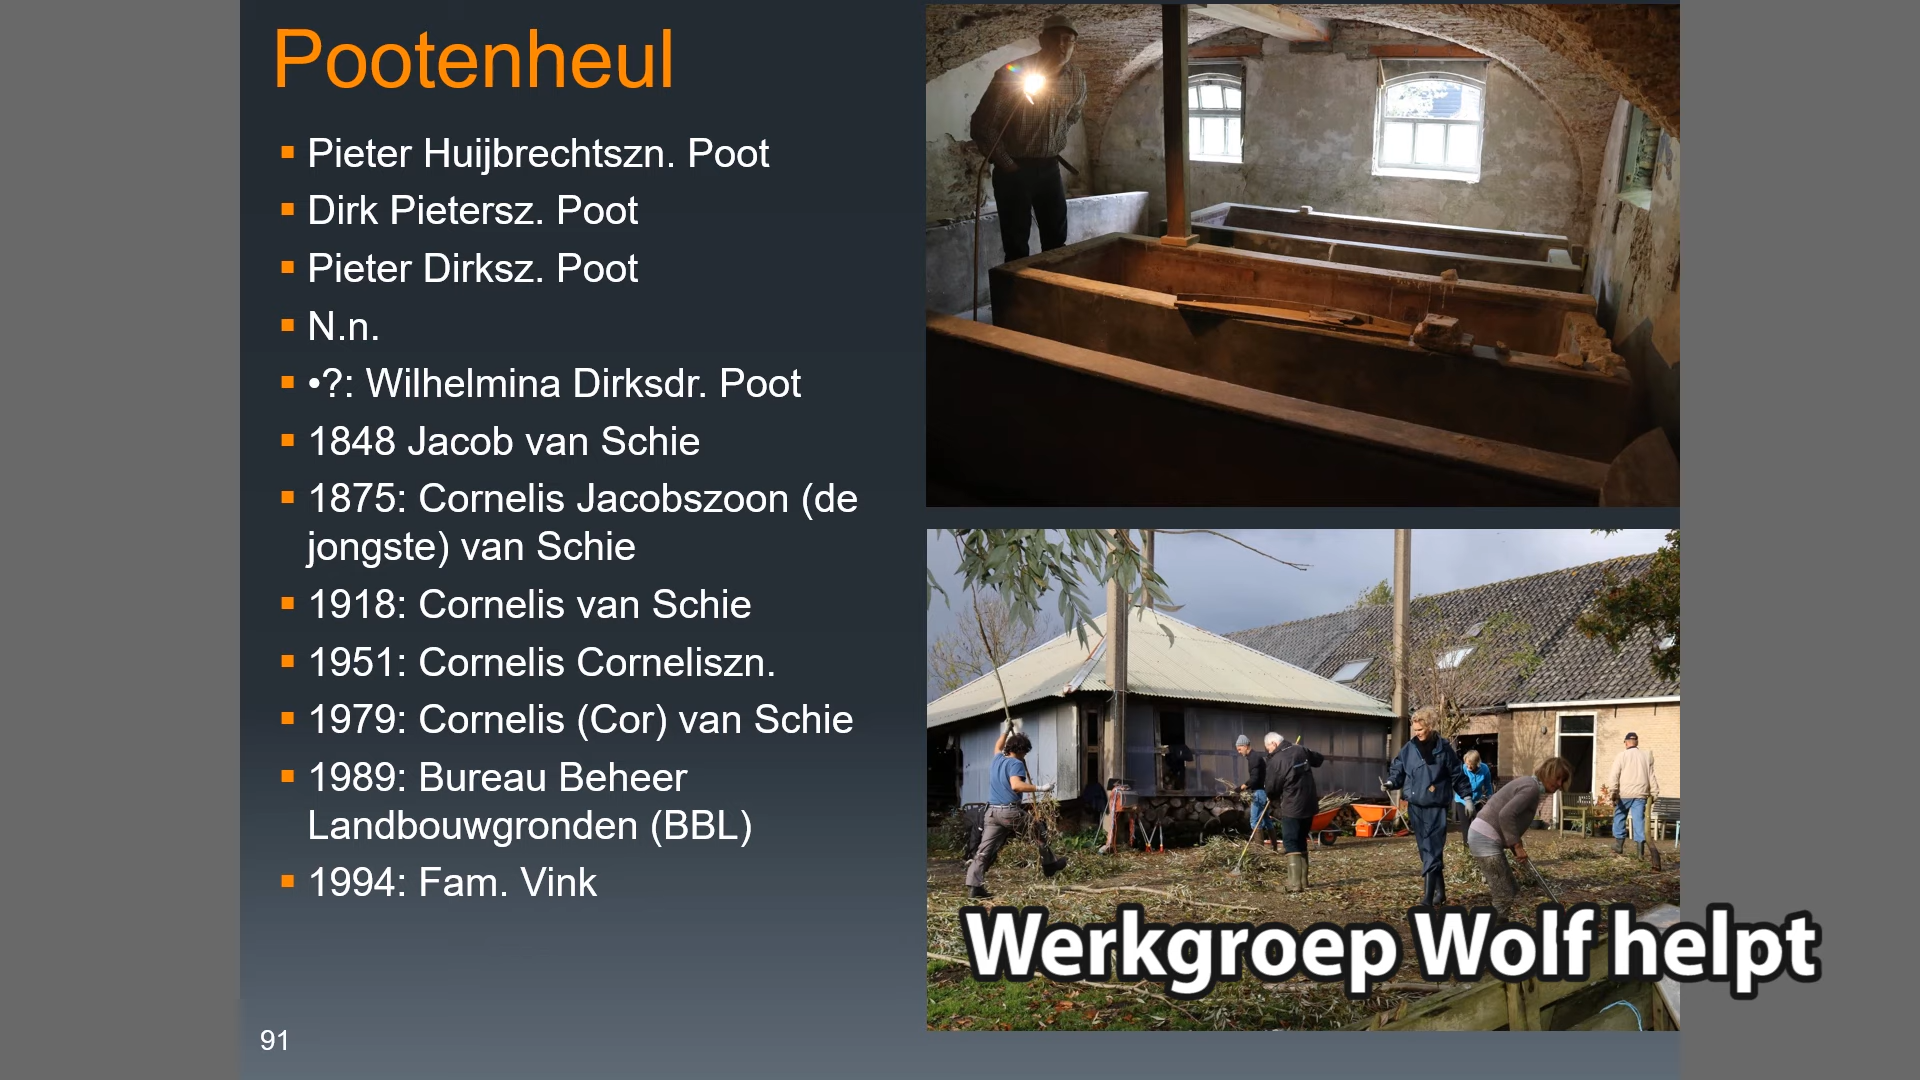 Pootenheul
▪ Pieter Huijbrechtszn. Poot
▪ Dirk Pietersz. Poot
▪ Pieter Dirksz. Poot
▪ N.n.
▪ •?: Wilhelmina Dirksdr. Poot
▪ 1848 Jacob van Schie
▪ 1875: Cornelis Jacobszoon (de
jongste) van Schie
▪ 1918: Cornelis van Schie
▪ 1951: Cornelis Corneliszn.
▪ 1979: Cornelis (Cor) van Schie
▪ 1989: Bureau Beheer
Landbouwgronden (BBL)
▪ 1994: Fam. Vink
Werkgroep Wolf helpt
91